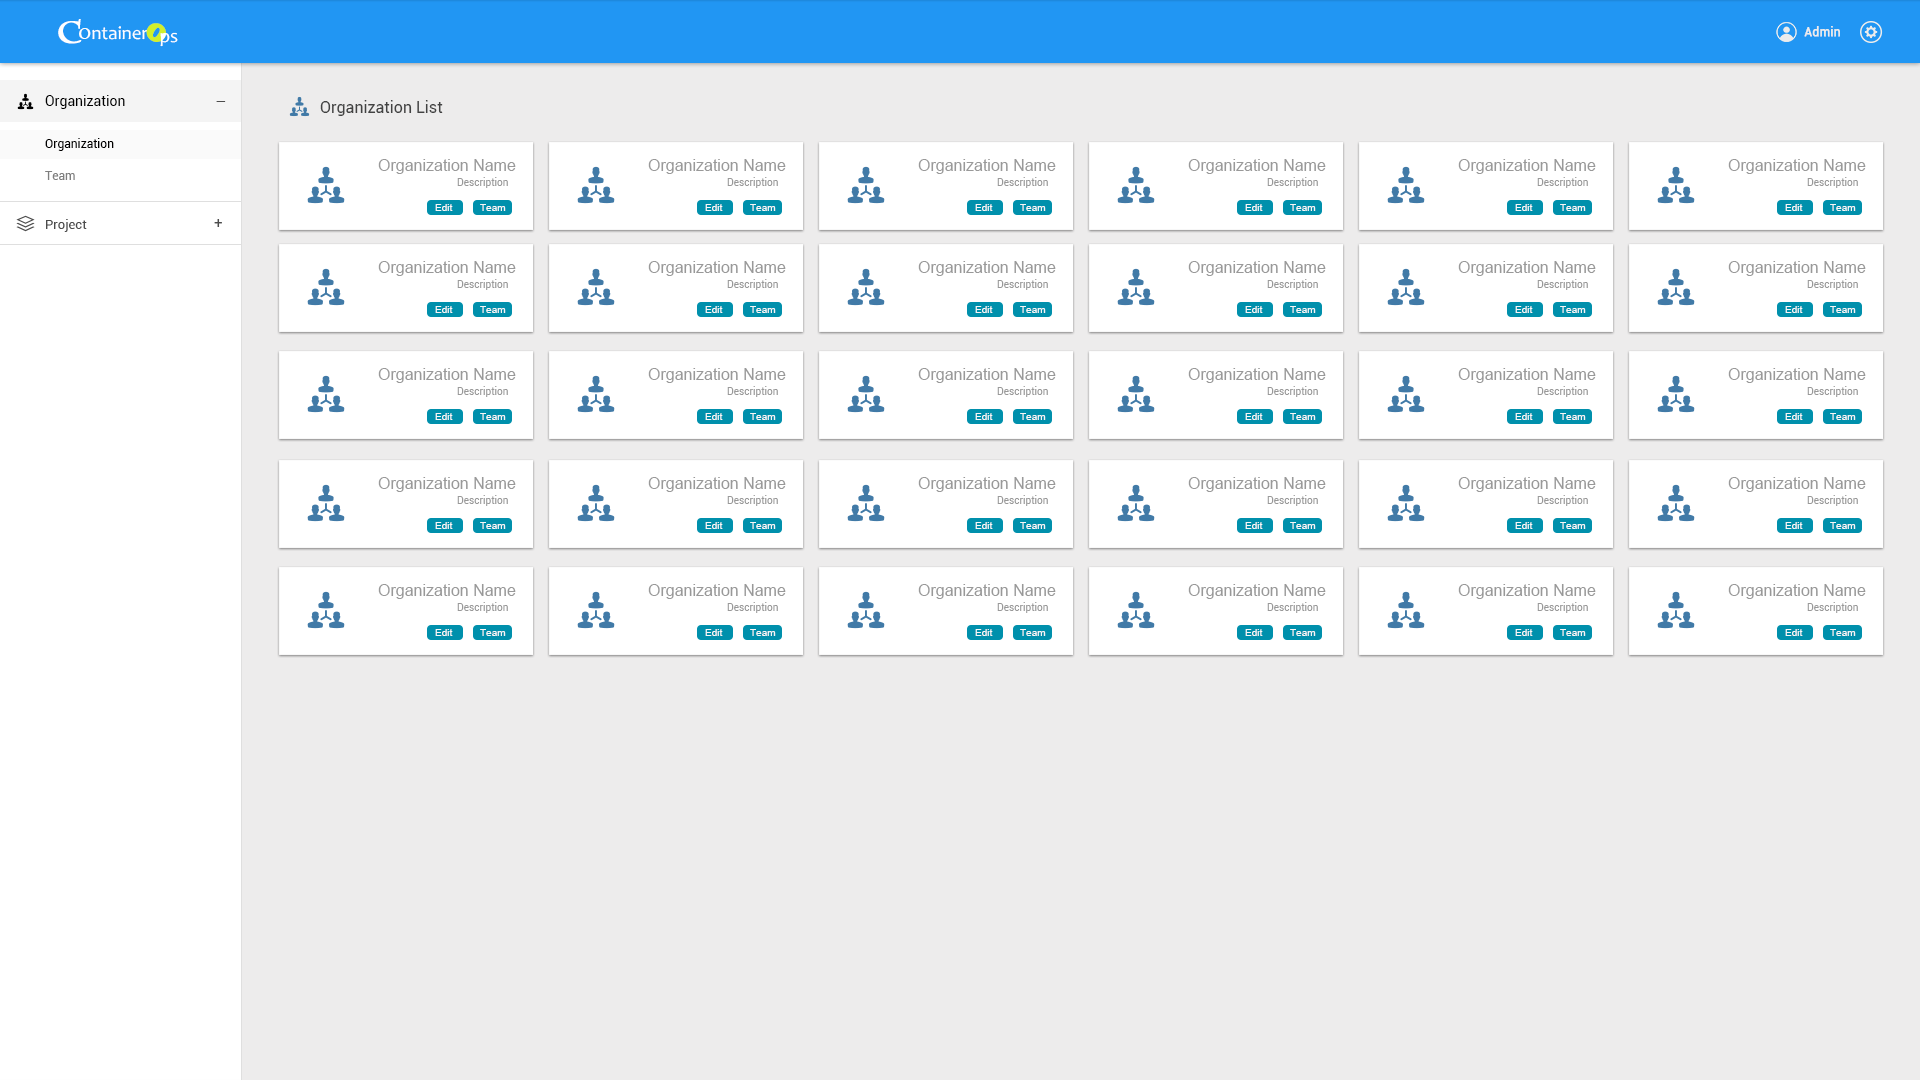 ContainerOps
Admin
Organization
Organization
Team
Project
Organization List
Organization Name Organization Name Organization Name Organization Name Organization Name Organization Name
Description Description Description Description Description Description
Edit Team Edit Team Edit Team Edit Team Edit Team Edit Team
Organization Name Organization Name Organization Name Organization Name Organization Name Organization Name
Description Description Description Description Description Description
Edit Team Edit Team Edit Team Edit Team Edit Team Edit Team
Organization Name Organization Name Organization Name Organization Name Organization Name Organization Name
Description Description Description Description Description Description
Edit Team Edit Team Edit Team Edit Team Edit Team Edit Team
Organization Name Organization Name Organization Name Organization Name Organization Name Organization Name
Description Description Description Description Description Description
Edit Team Edit Team Edit Team Edit Team Edit Team Edit Team
Organization Name Organization Name Organization Name Organization Name Organization Name Organization Name
Description Description Description Description Description Description
Edit Team Edit Team Edit Team Edit Team Edit Team Edit Team